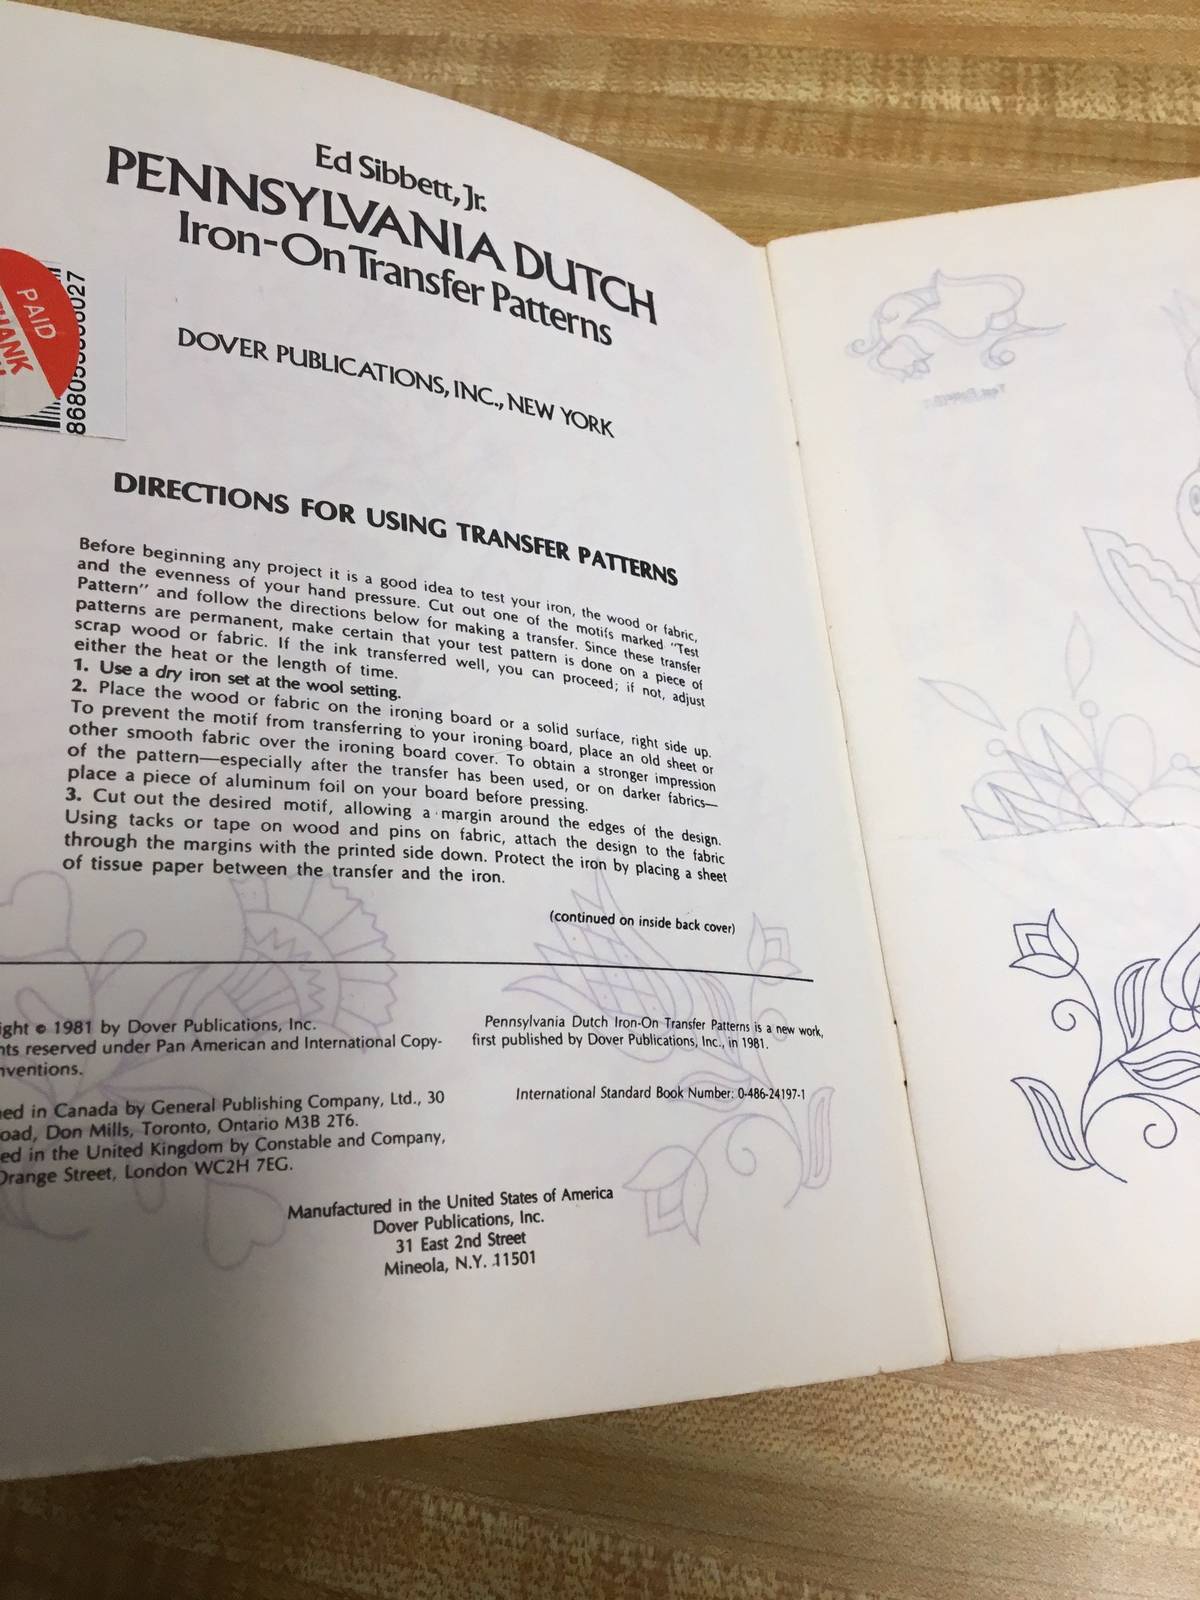 Ed Sibbett, Jr.
PENNSYLVANIA DUTCH
Iron-On Transfer Patterns
DOVER PUBLICATIONS, INC., NEW YORK
PAID
DIRECTIONS FOR USING TRANSFER PATTERNS
Before beginning any project it is a good idea to test your iron, the wood or fabric,
and the evenness of your hand pressure. Cut out one of the motifs marked "Test
Pattern" and follow the directions below for making a transfer. Since these transfer
patterns are permanent, make certain that your test pattern is done on a piece of
scrap wood or fabric. If the ink transferred well, you can proceed; if not, adjust
either the heat or the length of time.
1. Use a dry iron set at the wool setting.
2. Place the wood or fabric on the ironing board or a solid surface, right side up.
To prevent the motif from transferring to your ironing board, place an old sheet or
other smooth fabric over the ironing board cover. To obtain a stronger impression
of the pattern—especially after the transfer has been used, or on darker fabrics—
place a piece of aluminum foil on your board before pressing.
3. Cut out the desired motif, allowing a margin around the edges of the design.
Using tacks or tape on wood and pins on fabric, attach the design to the fabric
through the margins with the printed side down. Protect the iron by placing a sheet
of tissue paper between the transfer and the iron.
(continued on inside back cover)
ight © 1981 by Dover Publications, Inc.
nts reserved under Pan American and International Copy-
nventions.
ed in Canada by General Publishing Company, Ltd., 30
oad, Don Mills, Toronto, Ontario M3B 2T6.
ed in the United Kingdom by Constable and Company,
Orange Street, London WC2H 7EG.
Pennsylvania Dutch Iron-On Transfer Patterns is a new work,
first published by Dover Publications, Inc., in 1981.
International Standard Book Number: 0-486-24197-1
Manufactured in the United States of America
Dover Publications, Inc.
31 East 2nd Street
Mineola, N.Y. 11501